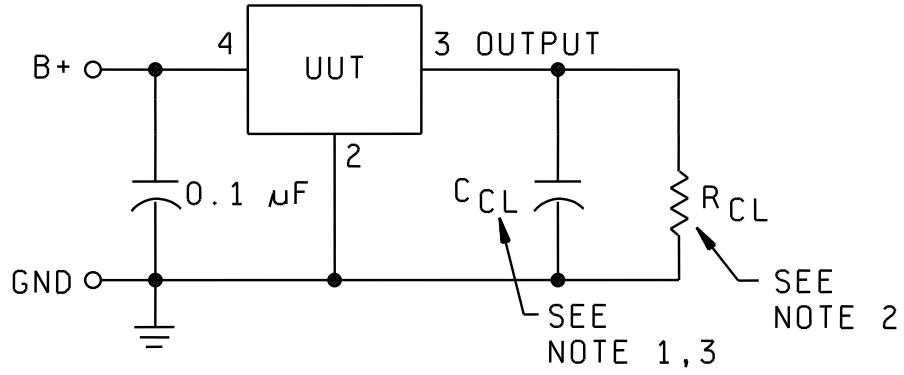 4
3 OUTPUT
B+
UUT
2
0.1 µF
C CL
R CL
GND
SEE
NOTE 2
SEE
NOTE 1,3